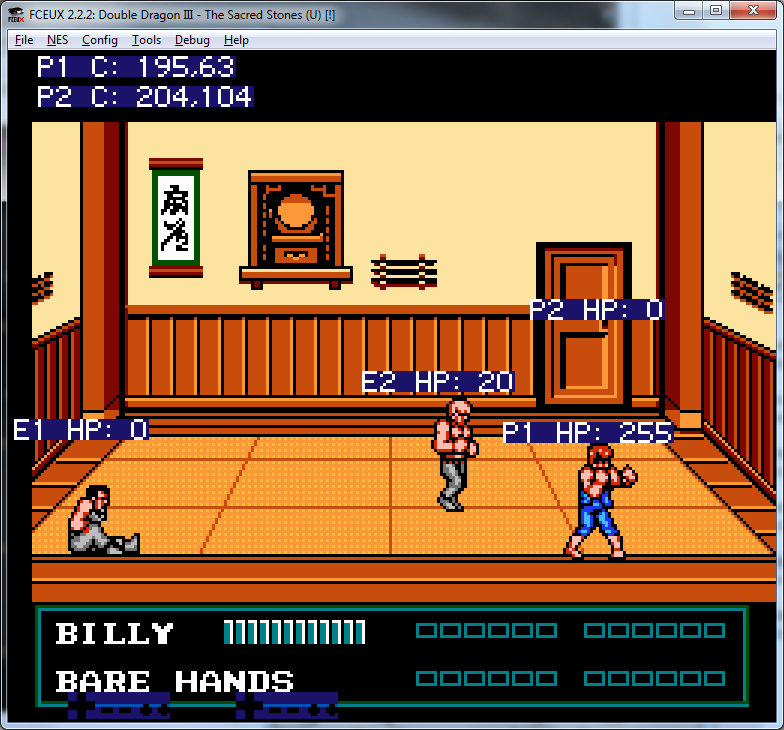 FCEUX 2.2.2: Double Dragon III - The Sacred Stones (U) [!]
File NES Config Tools Debug Help
P1 C: 195,63
P2 C: 204,104
P2 HP: 0
E2 HP: 20
E1 HP: 0
P1 HP: 255
BILLY
BARE HANDS